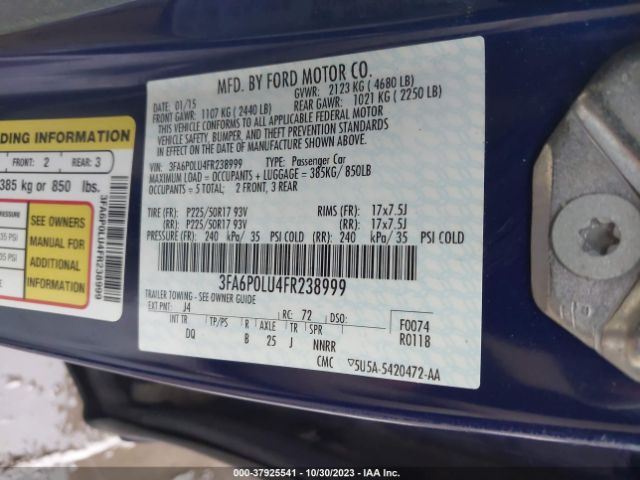 MFD. BY FORD MOTOR CO.
01/15 GVWR: 2123 KG ( 4680 LB)
FRONT GAWR: 1107 KG ( 2440 LB) REAR GAWR: 1021 KG ( 2250 LB)
THIS VEHICLE CONFORMS TO ALL APPLICABLE FEDERAL MOTOR VEHICLE
SAFETY, BUMPER, AND THEFT PREVENTION STANDARDS IN EFFECT ON THE DATE OF
MANUFACTURE SHOWN ABOVE.
VIN: 3FA6P0LU4FR238999 TYPE: Passenger Car
MAXIMUM LOAD = OCCUPANTS + LUGGAGE = 385KG/ 850LB
OCCUPANTS = 5 TOTAL: 2 FRONT, 3 REAR
TIRE (FR): P225/50R17 93V RIMS (FR): 17x7.5J
(RR): P225/50R17 93V (RR): 17x7.5J
PRESSURE (FR): 240 kPa/ 35 PSI COLD (RR): 240 kPa/ 35 PSI COLD
3FA6P0LU4FR238999
TRAILER TOWING - SEE OWNER GUIDE
EXT PNT: J4 RC: 72 DSO: F0074
INT TR TP/PS R AXLE TR SPR R0118
DQ B 25 J NNRR
CMC ▽5U5A-5420472-AA
DING INFORMATION
FRONT: 2 REAR: 3
385 kg or 850 lbs.
SEE OWNERS
MANUAL FOR
ADDITIONAL
INFORMATION
PSI
PSI
3FA6P0LU4FR238999
000-37925541 - 10/30/2023 - IAA Inc.